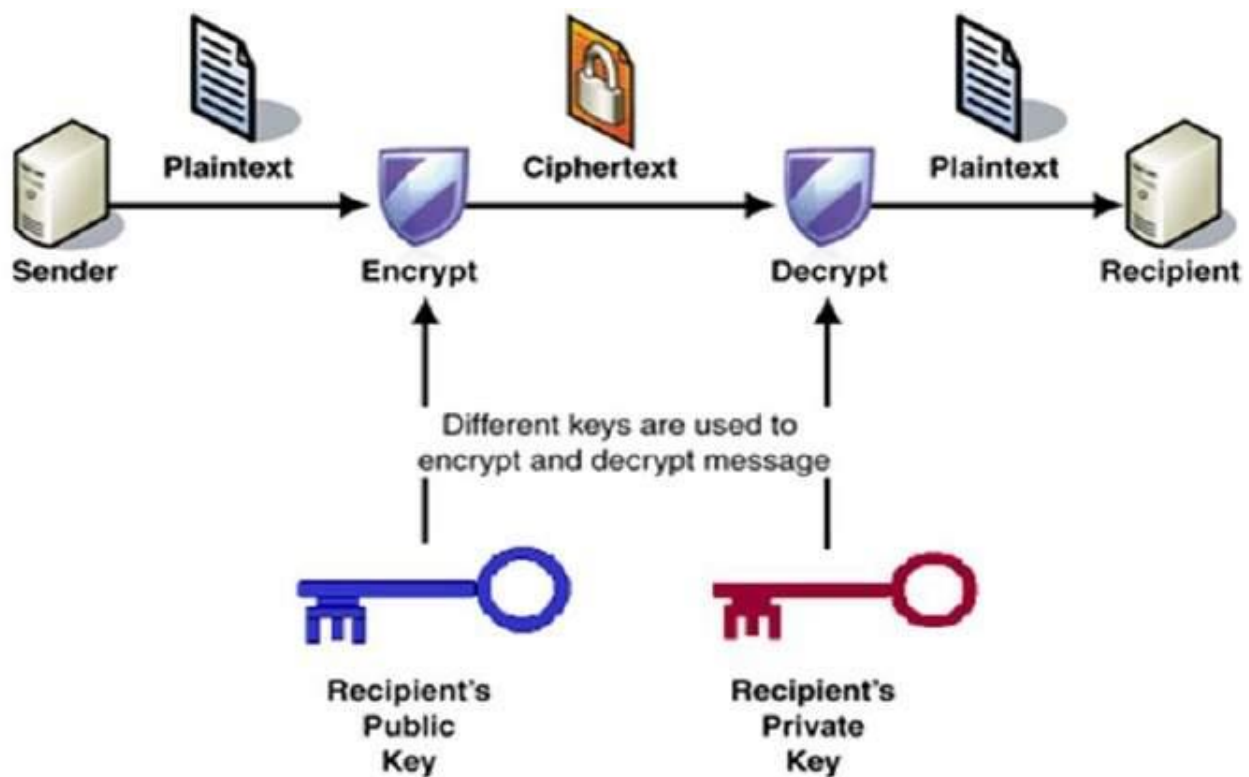 Plaintext
Ciphertext
Plaintext
Sender
Encrypt
Decrypt
Recipient
Different keys are used to
encrypt and decrypt message
Recipient's
Public
Key
Recipient's
Private
Key